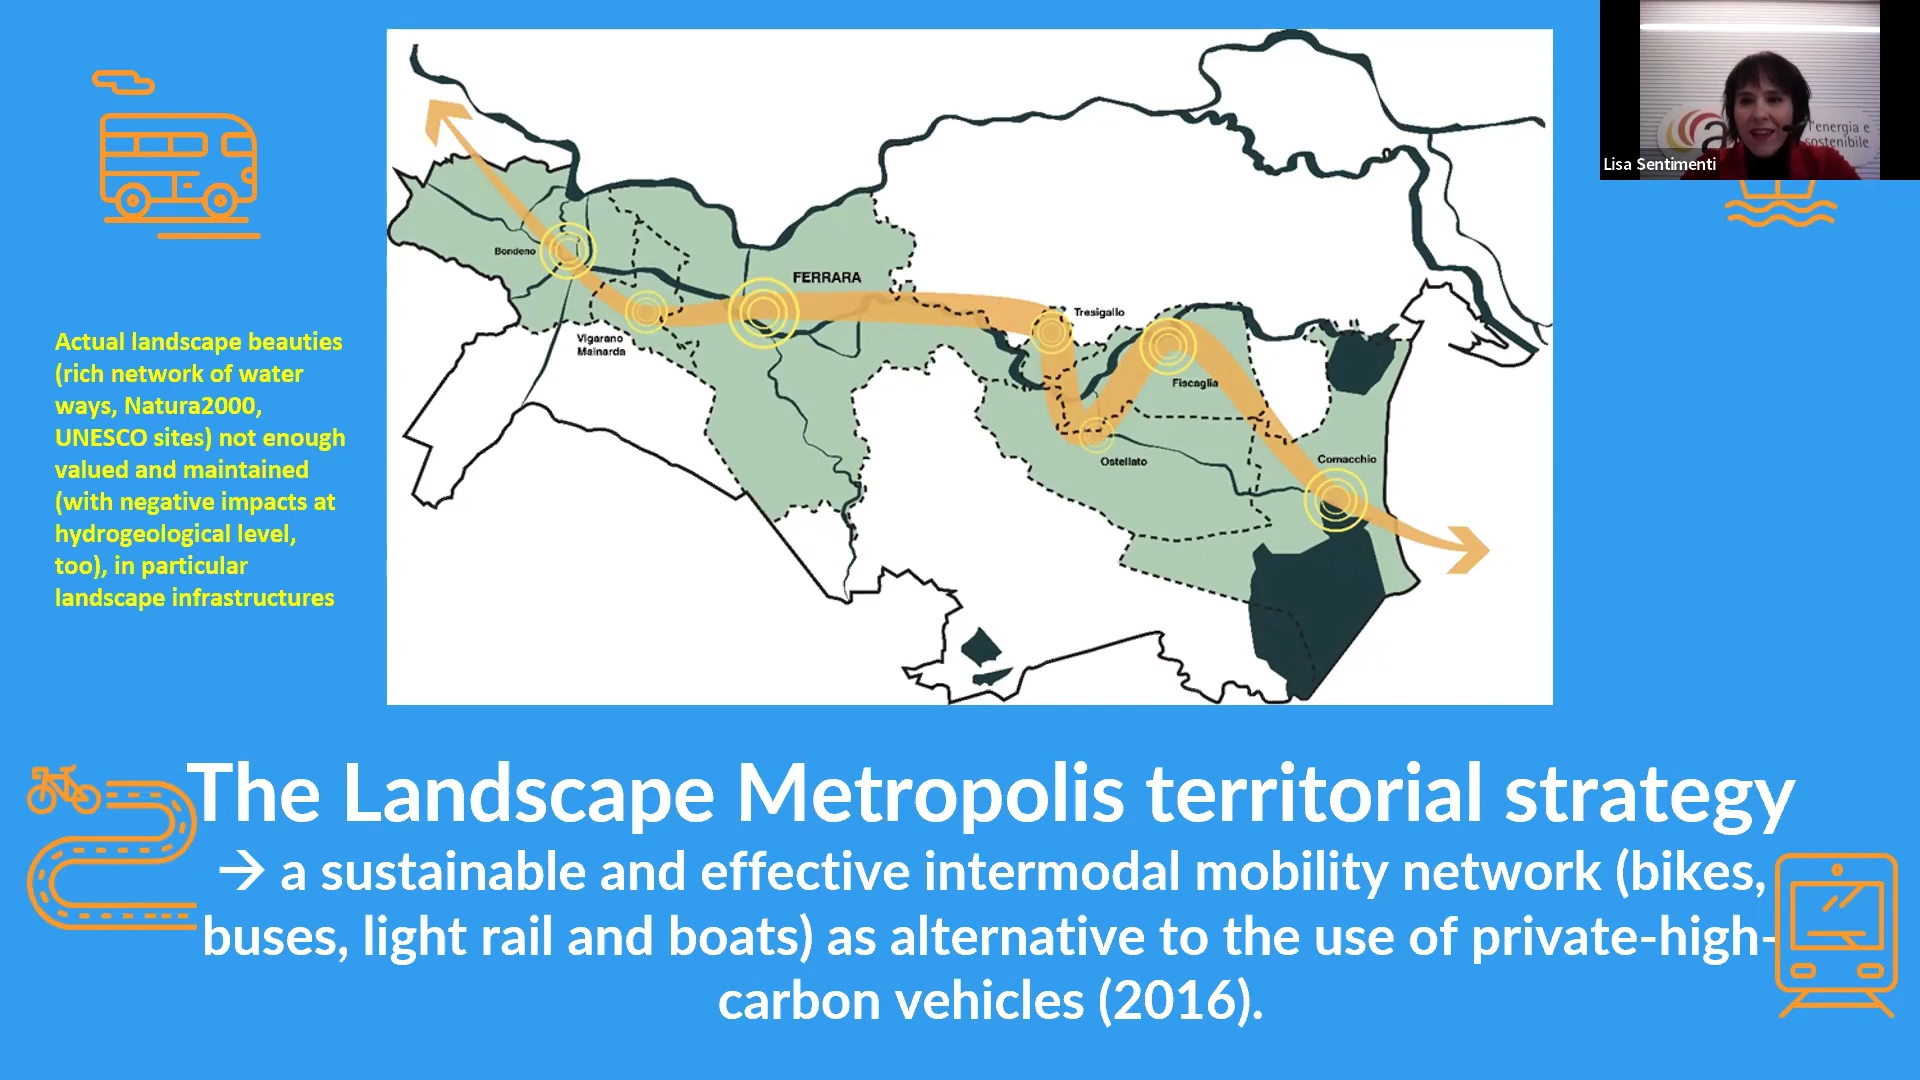 Lisa Sentimenti
l'energia e
sostenibile
Bondeno
FERRARA
Tresigallo
Vigarano
Mainarda
Fiscaglia
Ostellato
Comacchio
Actual landscape beauties
(rich network of water
ways, Natura2000,
UNESCO sites) not enough
valued and maintained
(with negative impacts at
hydrogeological level,
too), in particular
landscape infrastructures
The Landscape Metropolis territorial strategy
→ a sustainable and effective intermodal mobility network (bikes,
buses, light rail and boats) as alternative to the use of private-high-
carbon vehicles (2016).